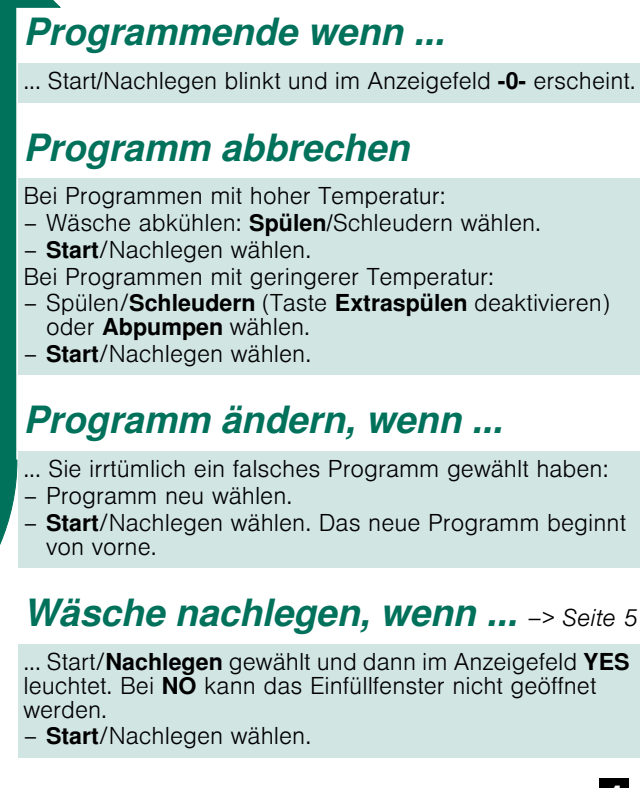 Programmende wenn ...
... Start/Nachlegen blinkt und im Anzeigefeld -0- erscheint.
Programm abbrechen
Bei Programmen mit hoher Temperatur:
– Wäsche abkühlen: Spülen/Schleudern wählen.
– Start/Nachlegen wählen.
Bei Programmen mit geringerer Temperatur:
– Spülen/Schleudern (Taste Extraspülen deaktivieren)
oder Abpumpen wählen.
– Start/Nachlegen wählen.
Programm ändern, wenn ...
... Sie irrtümlich ein falsches Programm gewählt haben:
– Programm neu wählen.
– Start/Nachlegen wählen. Das neue Programm beginnt
von vorne.
Wäsche nachlegen, wenn ... –> Seite 5
... Start/Nachlegen gewählt und dann im Anzeigefeld YES
leuchtet. Bei NO kann das Einfüllfenster nicht geöffnet
werden.
– Start/Nachlegen wählen.